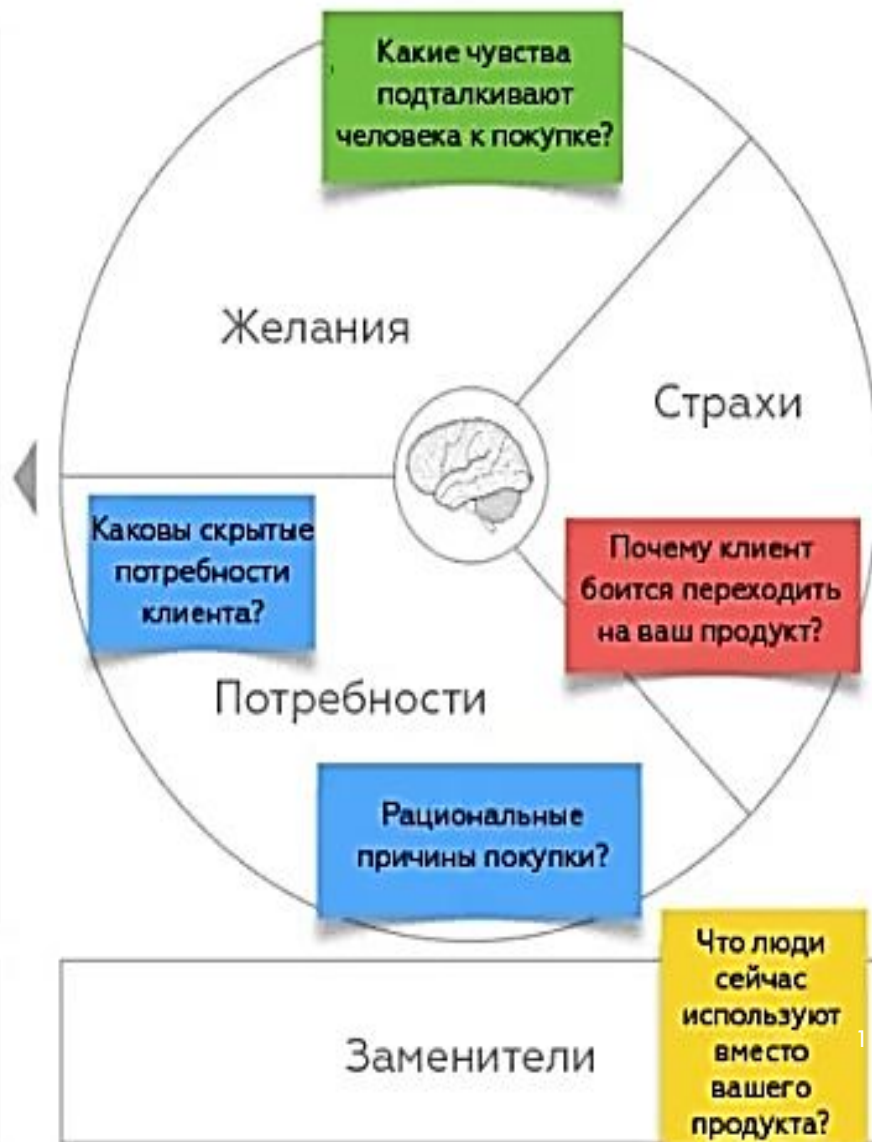 Какие чувства
подталкивают
человека к покупке?
Желания
Страхи
Каковы скрытые
потребности
клиента?
Почему клиент
боится переходить
на ваш продукт?
Потребности
Рациональные
причины покупки?
Заменители
Что люди
сейчас
используют
вместо
вашего
продукта?
1